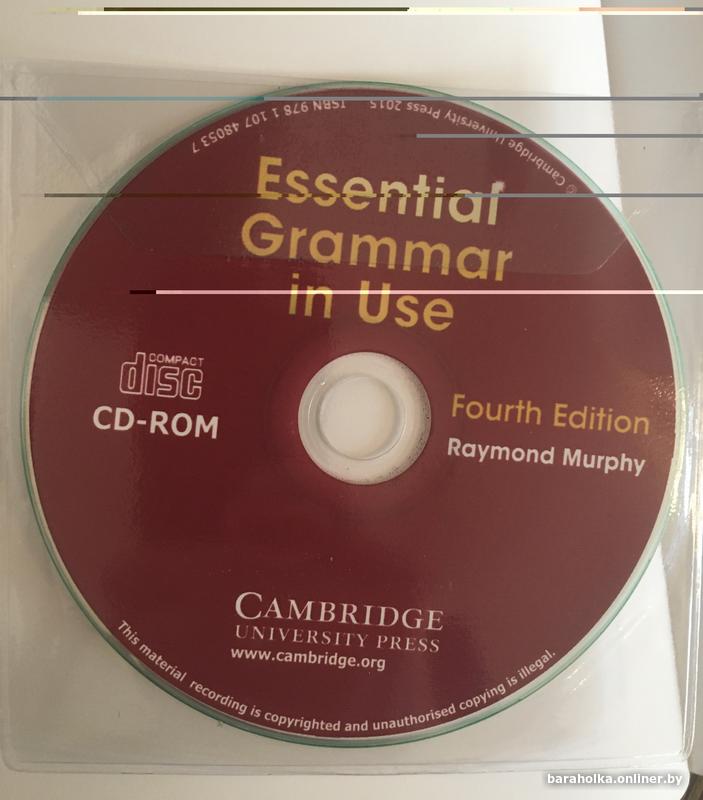 © Cambridge University Press 2015 ISBN 978 1 107 48053 7
Essential
Grammar
in Use
COMPACT
disc
CD-ROM
Fourth Edition
Raymond Murphy
CAMBRIDGE
UNIVERSITY PRESS
www.cambridge.org
This material recording is copyrighted and unauthorised copying is illegal.
baraholka.onliner.by